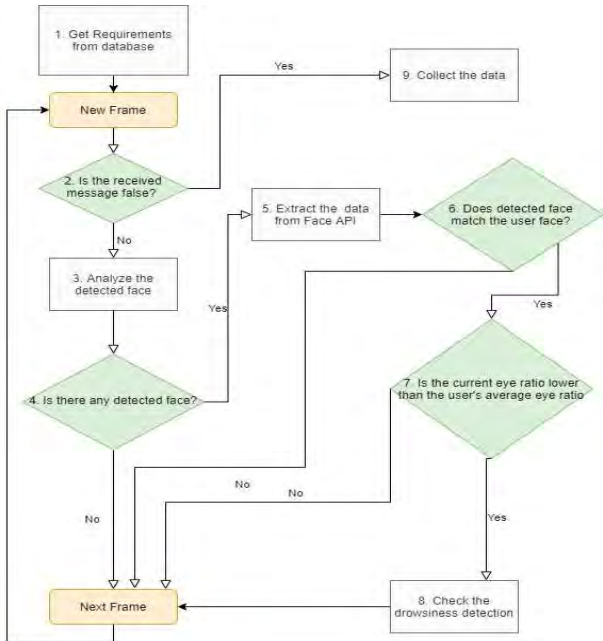 1. Get Requirements
from database
New Frame
2. Is the received
message false?
Yes
9. Collect the data
No
3. Analyze the
detected face
4. Is there any detected face?
Yes
5. Extract the data
from Face API
6. Does detected face
match the user face?
Yes
No
7. Is the current eye ratio lower
than the user's average eye ratio
No
Yes
8. Check the
drowsiness detection
No
Next Frame